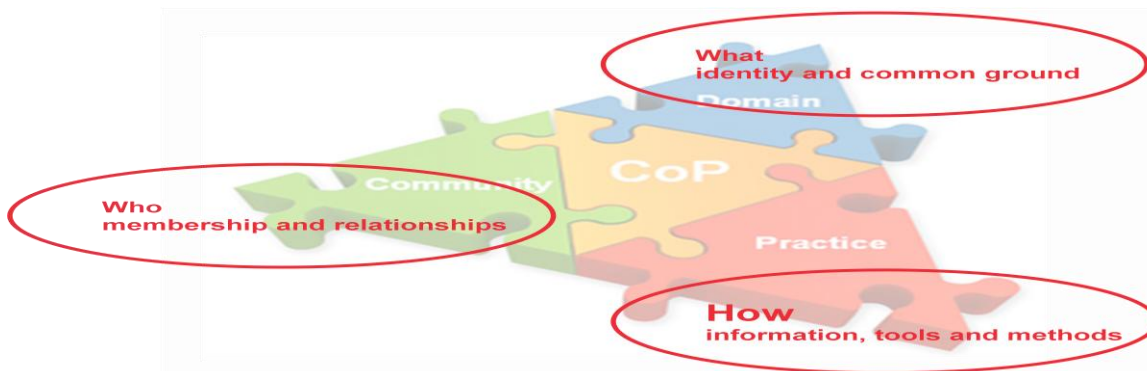 What
identity and common ground
Domain
CoP
Community
Who
membership and relationships
Practice
How
information, tools and methods